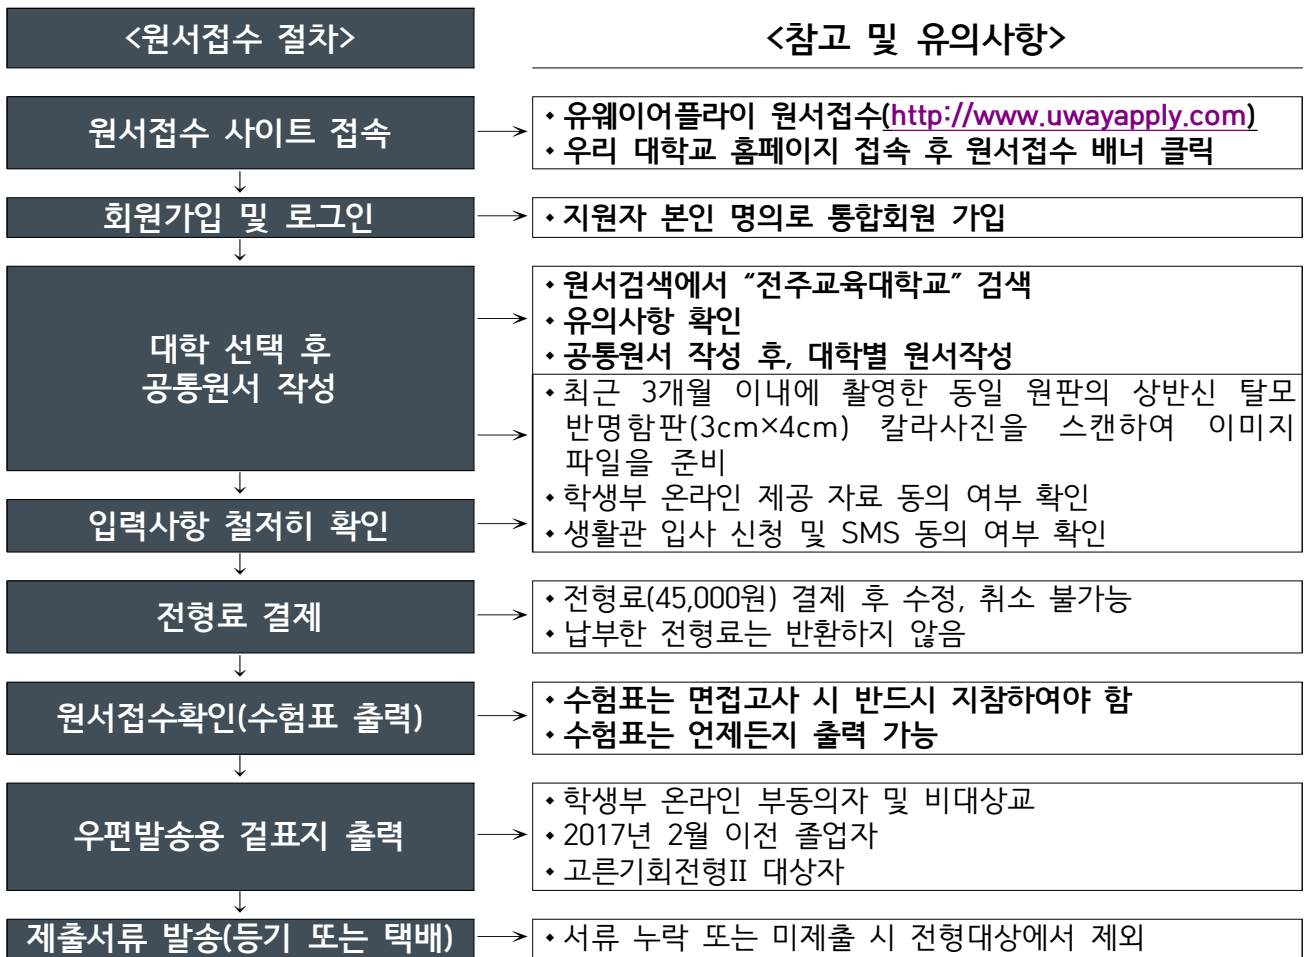 <원서접수 절차>
<참고 및 유의사항>
원서접수 사이트 접속
• 유웨이어플라이 원서접수(http://www.uwayapply.com)
• 우리 대학교 홈페이지 접속 후 원서접수 배너 클릭
회원가입 및 로그인
• 지원자 본인 명의로 통합회원 가입
대학 선택 후
공통원서 작성
• 원서검색에서 “전주교육대학교” 검색
• 유의사항 확인
• 공통원서 작성 후, 대학별 원서작성
• 최근 3개월 이내에 촬영한 동일 원판의 상반신 탈모
반명함판(3cm×4cm) 칼라사진을 스캔하여 이미지
파일을 준비
• 학생부 온라인 제공 자료 동의 여부 확인
입력사항 철저히 확인
• 생활관 입사 신청 및 SMS 동의 여부 확인
전형료 결제
• 전형료(45,000원) 결제 후 수정, 취소 불가능
• 납부한 전형료는 반환하지 않음
원서접수확인(수험표 출력)
• 수험표는 면접고사 시 반드시 지참하여야 함
• 수험표는 언제든지 출력 가능
우편발송용 겉표지 출력
• 학생부 온라인 부동의자 및 비대상교
• 2017년 2월 이전 졸업자
• 고른기회전형II 대상자
제출서류 발송(등기 또는 택배)
• 서류 누락 또는 미제출 시 전형대상에서 제외